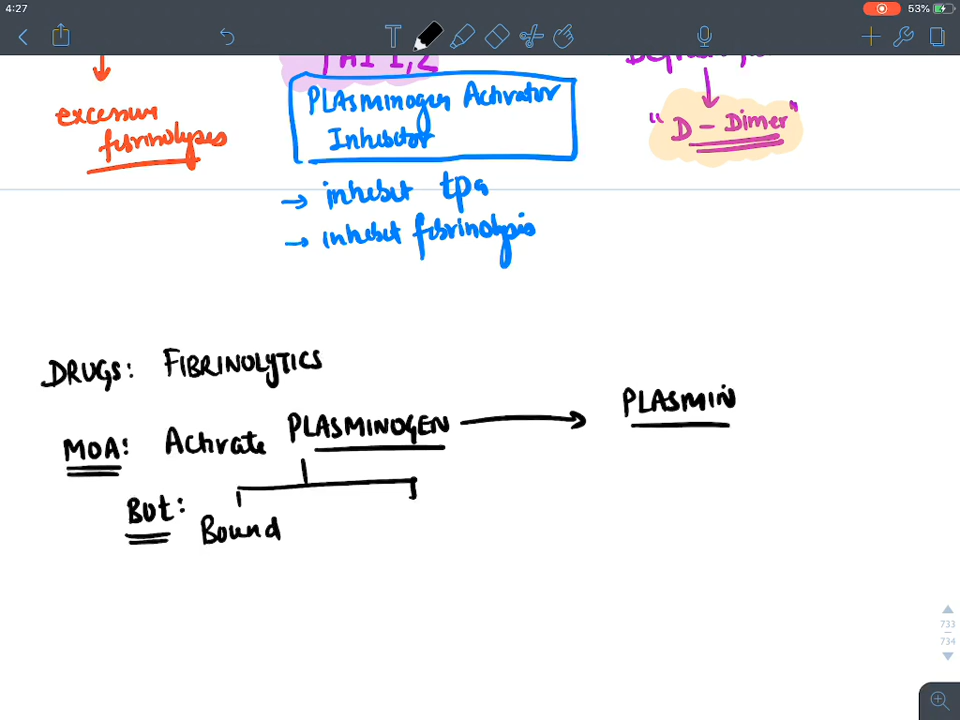 4:27
53%
T
PAI 1,2
excessive
fibrinolysis
PLASminogen Activator
Inhibitor
" D - Dimer "
→ inhibit tpa
→ inhibit fibrinolysis
DRUGS: FIBRINOLYTICS
MOA: Activate PLASMINOGEN → PLASMIN
But:
Bound
733
734